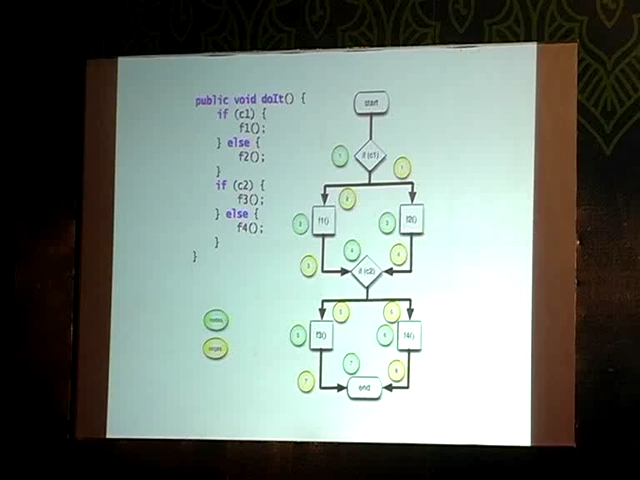 public void doIt() {
if (c1) {
f1();
} else {
f2();
}
if (c2) {
f3();
} else {
f4();
}
}
start
if (c1)
f1()
f2()
if (c2)
f3()
f4()
end
nodes
edges